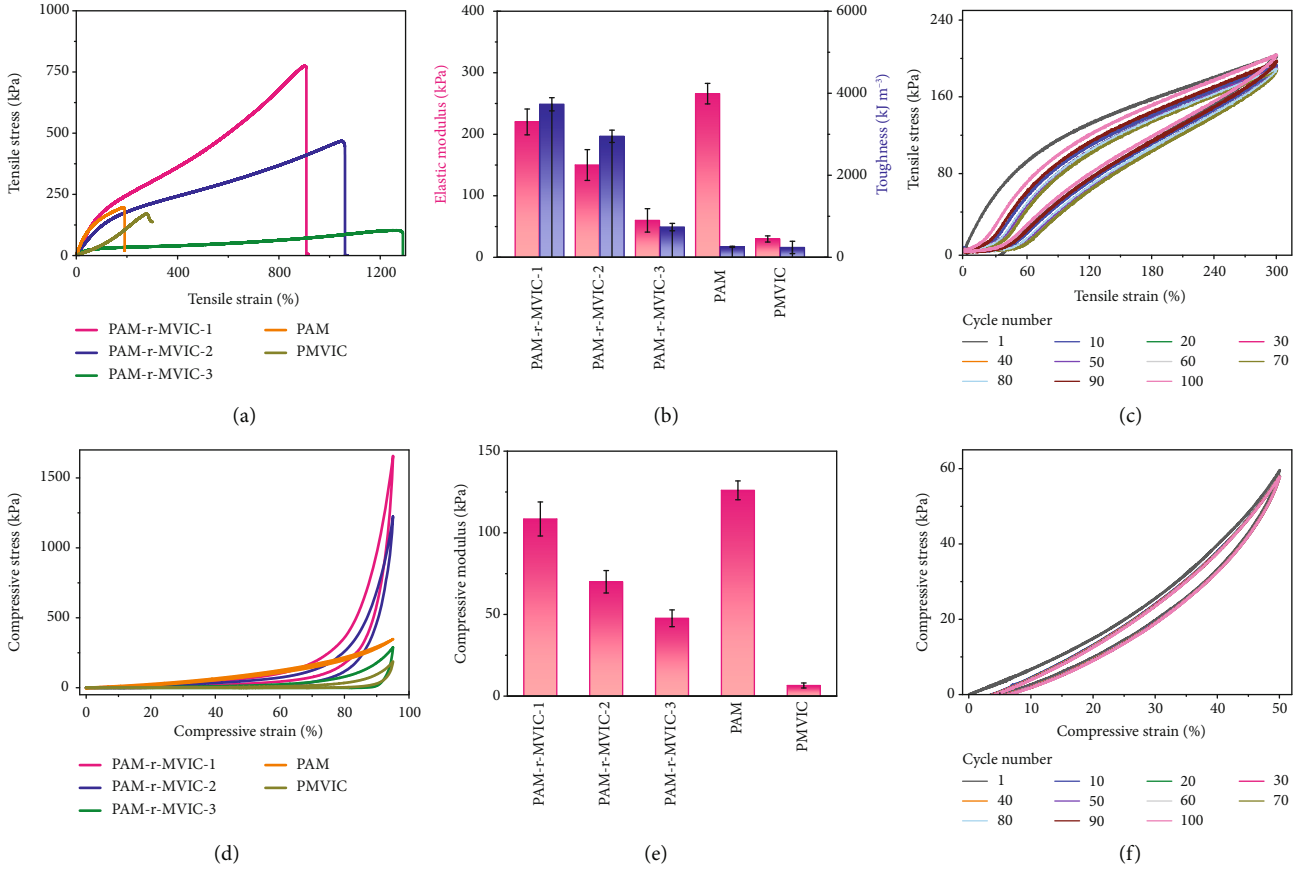 1000
750
500
250
0
Tensile stress (kPa)
0 400 800 1200
Tensile strain (%)
PAM-r-MVIC-1
PAM-r-MVIC-2
PAM-r-MVIC-3
PAM
PMVIC
(a)
400
300
200
100
0
Elastic modulus (kPa)
6000
4000
2000
0
Toughness (kJ m⁻³)
PAM-r-MVIC-1
PAM-r-MVIC-2
PAM-r-MVIC-3
PAM
PMVIC
(b)
240
160
80
0
Tensile stress (kPa)
0 60 120 180 240 300
Tensile strain (%)
Cycle number
1 10 20 30
40 50 60 70
80 90 100
(c)
1500
1000
500
0
Compressive stress (kPa)
0 20 40 60 80 100
Compressive strain (%)
PAM-r-MVIC-1
PAM-r-MVIC-2
PAM-r-MVIC-3
PAM
PMVIC
(d)
150
100
50
0
Compressive modulus (kPa)
PAM-r-MVIC-1
PAM-r-MVIC-2
PAM-r-MVIC-3
PAM
PMVIC
(e)
60
40
20
0
Compressive stress (kPa)
0 10 20 30 40 50
Compressive strain (%)
Cycle number
1 10 20 30
40 50 60 70
80 90 100
(f)